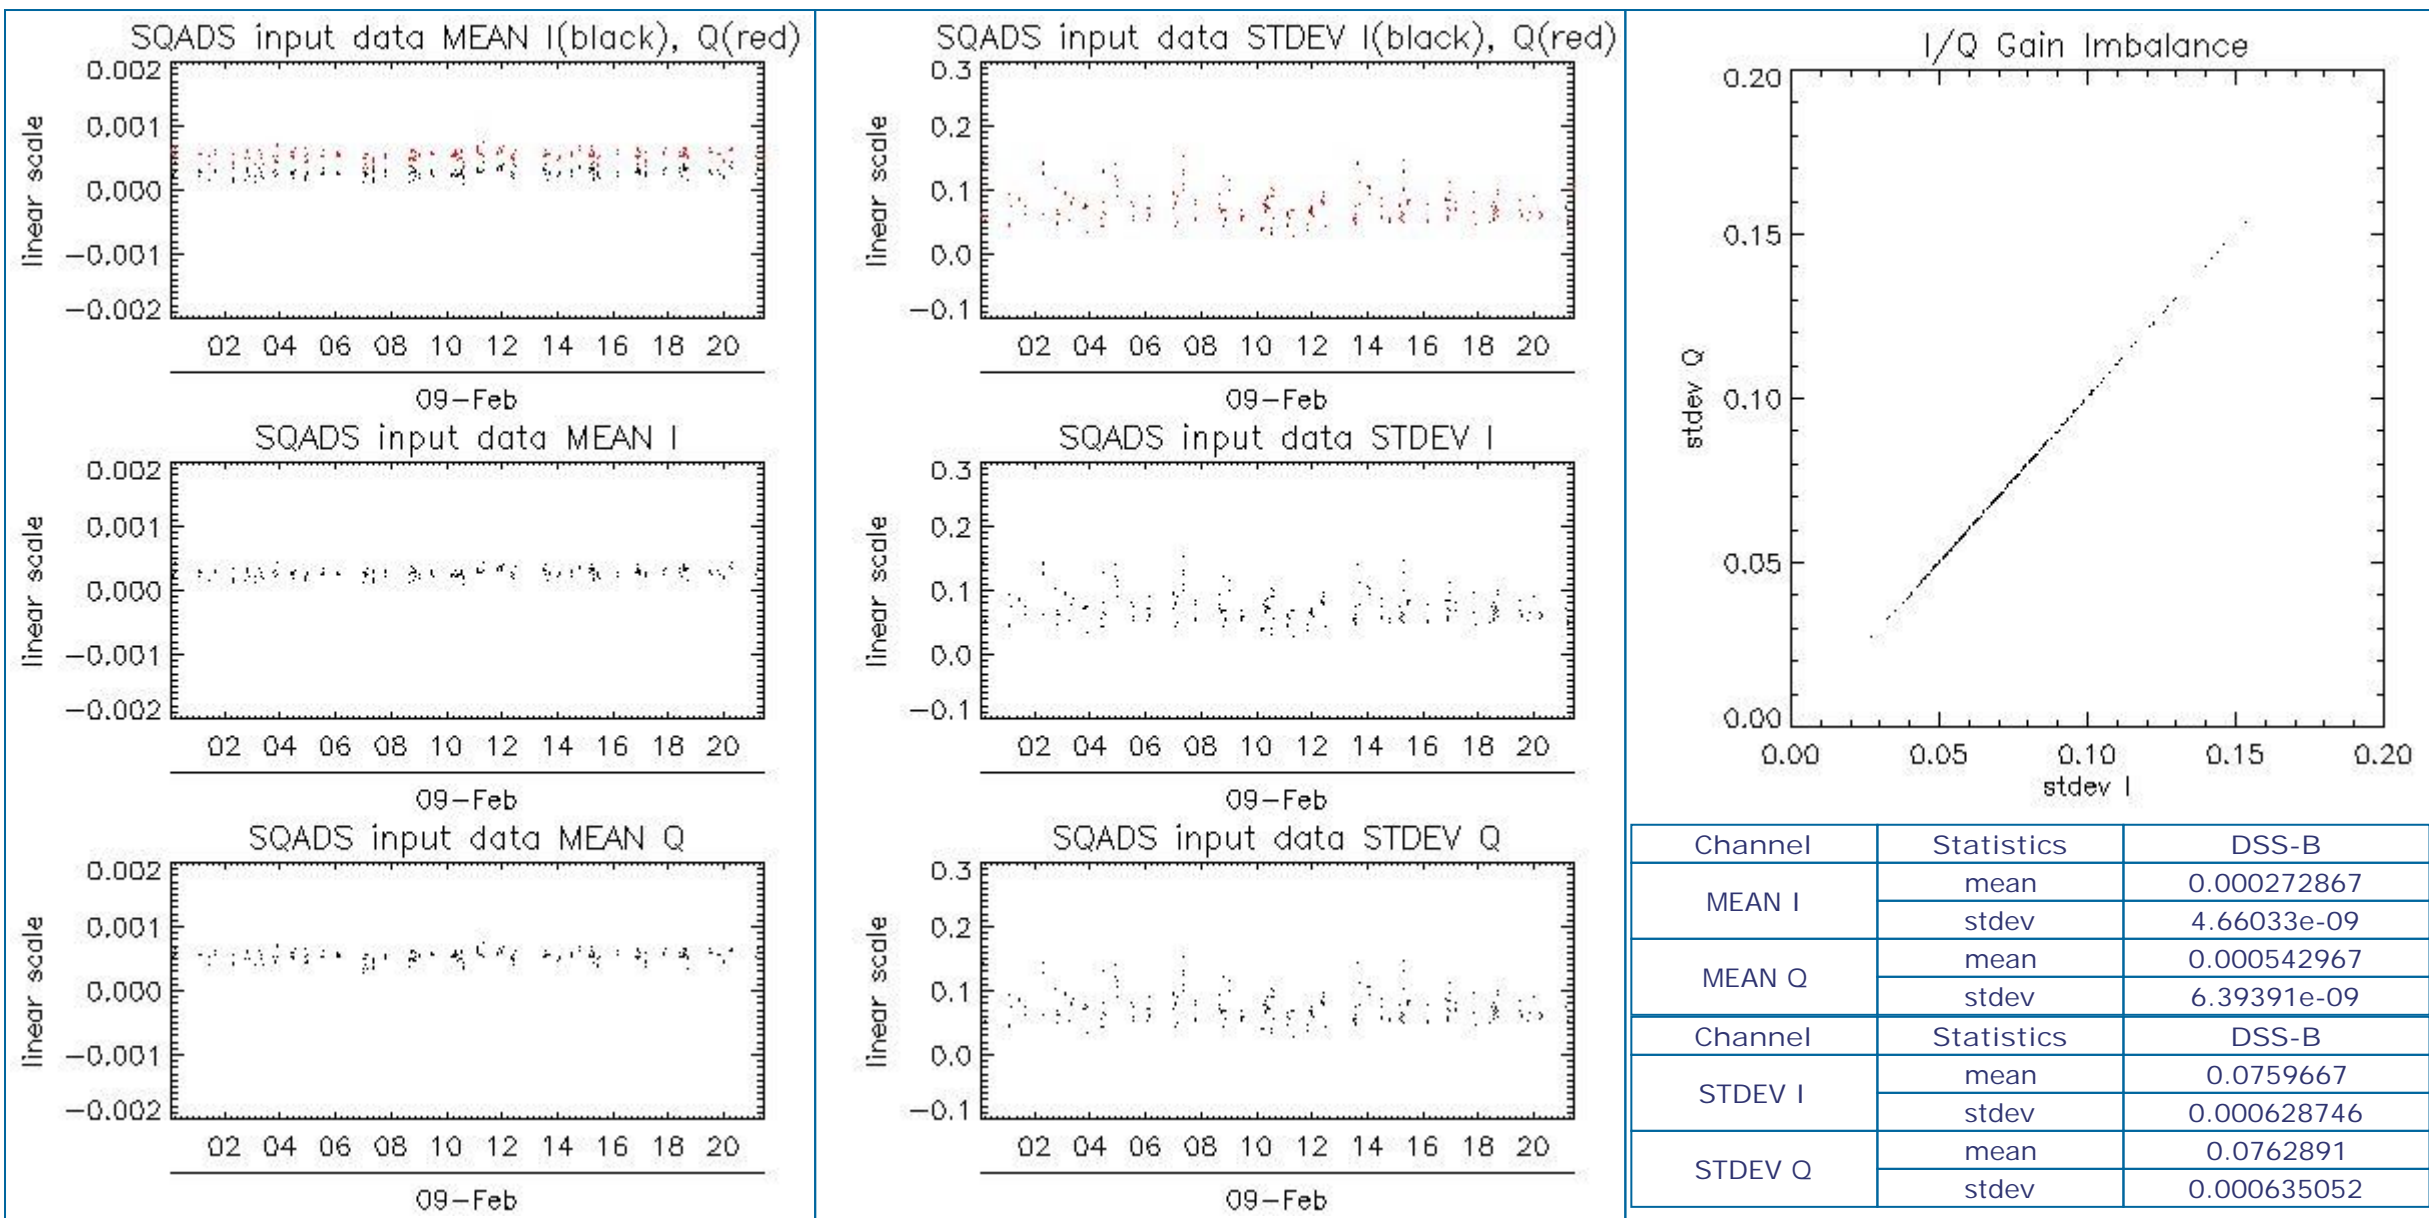 SQADS input data MEAN I(black), Q(red)
0.002
0.001
0.000
−0.001
−0.002
linear scale
02 04 06 08 10 12 14 16 18 20
09−Feb
SQADS input data MEAN I
0.002
0.001
0.000
−0.001
−0.002
linear scale
02 04 06 08 10 12 14 16 18 20
09−Feb
SQADS input data MEAN Q
0.002
0.001
0.000
−0.001
−0.002
linear scale
02 04 06 08 10 12 14 16 18 20
09−Feb
SQADS input data STDEV I(black), Q(red)
0.3
0.2
0.1
0.0
−0.1
linear scale
02 04 06 08 10 12 14 16 18 20
09−Feb
SQADS input data STDEV I
0.3
0.2
0.1
0.0
−0.1
linear scale
02 04 06 08 10 12 14 16 18 20
09−Feb
SQADS input data STDEV Q
0.3
0.2
0.1
0.0
−0.1
linear scale
02 04 06 08 10 12 14 16 18 20
09−Feb
I/Q Gain Imbalance
0.20
0.15
0.10
0.05
0.00
stdev Q
0.00 0.05 0.10 0.15 0.20
stdev I
Channel Statistics DSS-B
MEAN I mean 0.000272867
stdev 4.66033e-09
MEAN Q mean 0.000542967
stdev 6.39391e-09
Channel Statistics DSS-B
STDEV I mean 0.0759667
stdev 0.000628746
STDEV Q mean 0.0762891
stdev 0.000635052